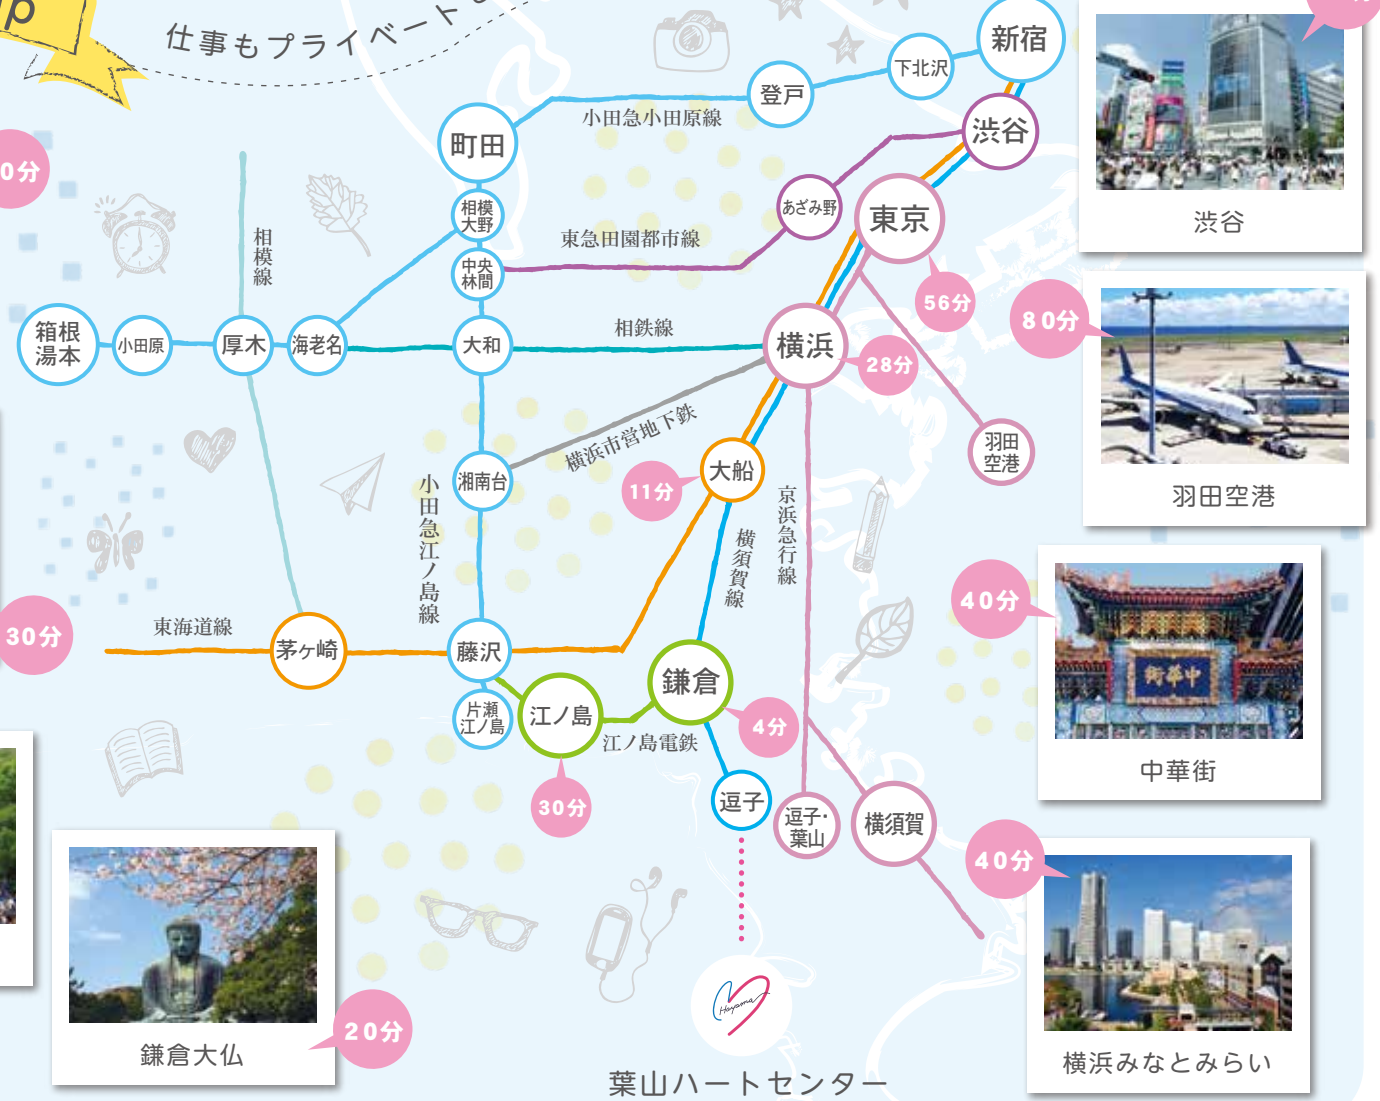 仕事もプライベート
新宿
下北沢
登戸
小田急小田原線
町田
渋谷
渋谷
0分
相模
大野
あざみ野
東京
東急田園都市線
中央
林間
相模線
56分
80分
箱根
湯本
小田原
厚木
海老名
大和
相鉄線
横浜
28分
羽田
空港
横浜市営地下鉄
大船
11分
湘南台
小田急江ノ島線
京浜急行線
横須賀線
羽田空港
40分
中華街
30分
東海道線
茅ヶ崎
藤沢
鎌倉
片瀬
江ノ島
江ノ島
江ノ島電鉄
4分
30分
逗子
逗子・
葉山
横須賀
中華街
40分
Hayama
20分
鎌倉大仏
葉山ハートセンター
横浜みなとみらい